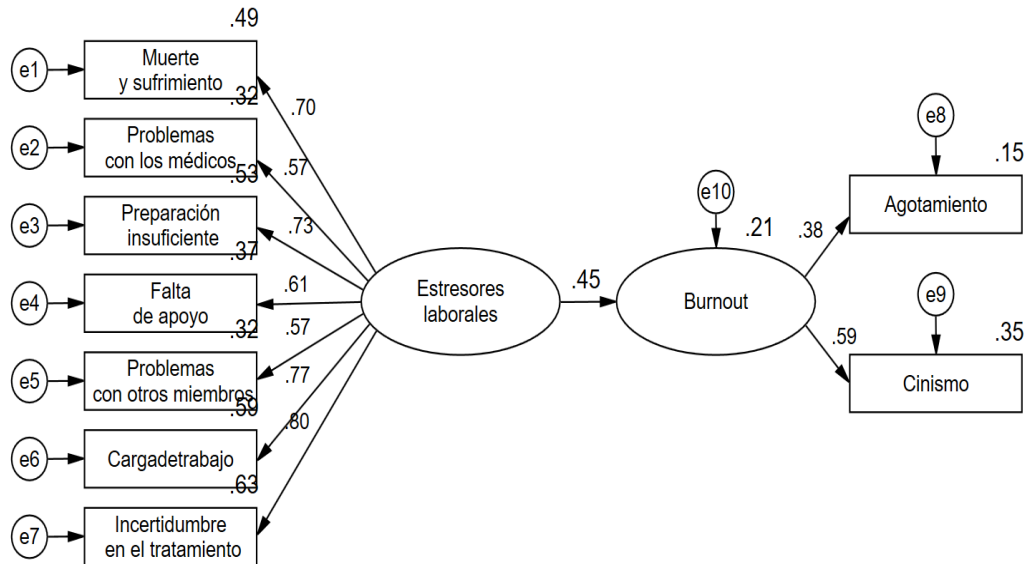 .49
e1
Muerte
y sufrimiento
.32
.70
e2
Problemas
con los médicos
.53
.57
e3
Preparación
insuficiente
.37
.73
e4
Falta
de apoyo
.32
.61
e5
Problemas
con otros miembros
.59
.57
e6
Cargadetrabajo
.63
.77
e7
Incertidumbre
en el tratamiento
.80
Estresores
laborales
.45
e10
.21
Burnout
.38
e8
.15
Agotamiento
.59
e9
.35
Cinismo